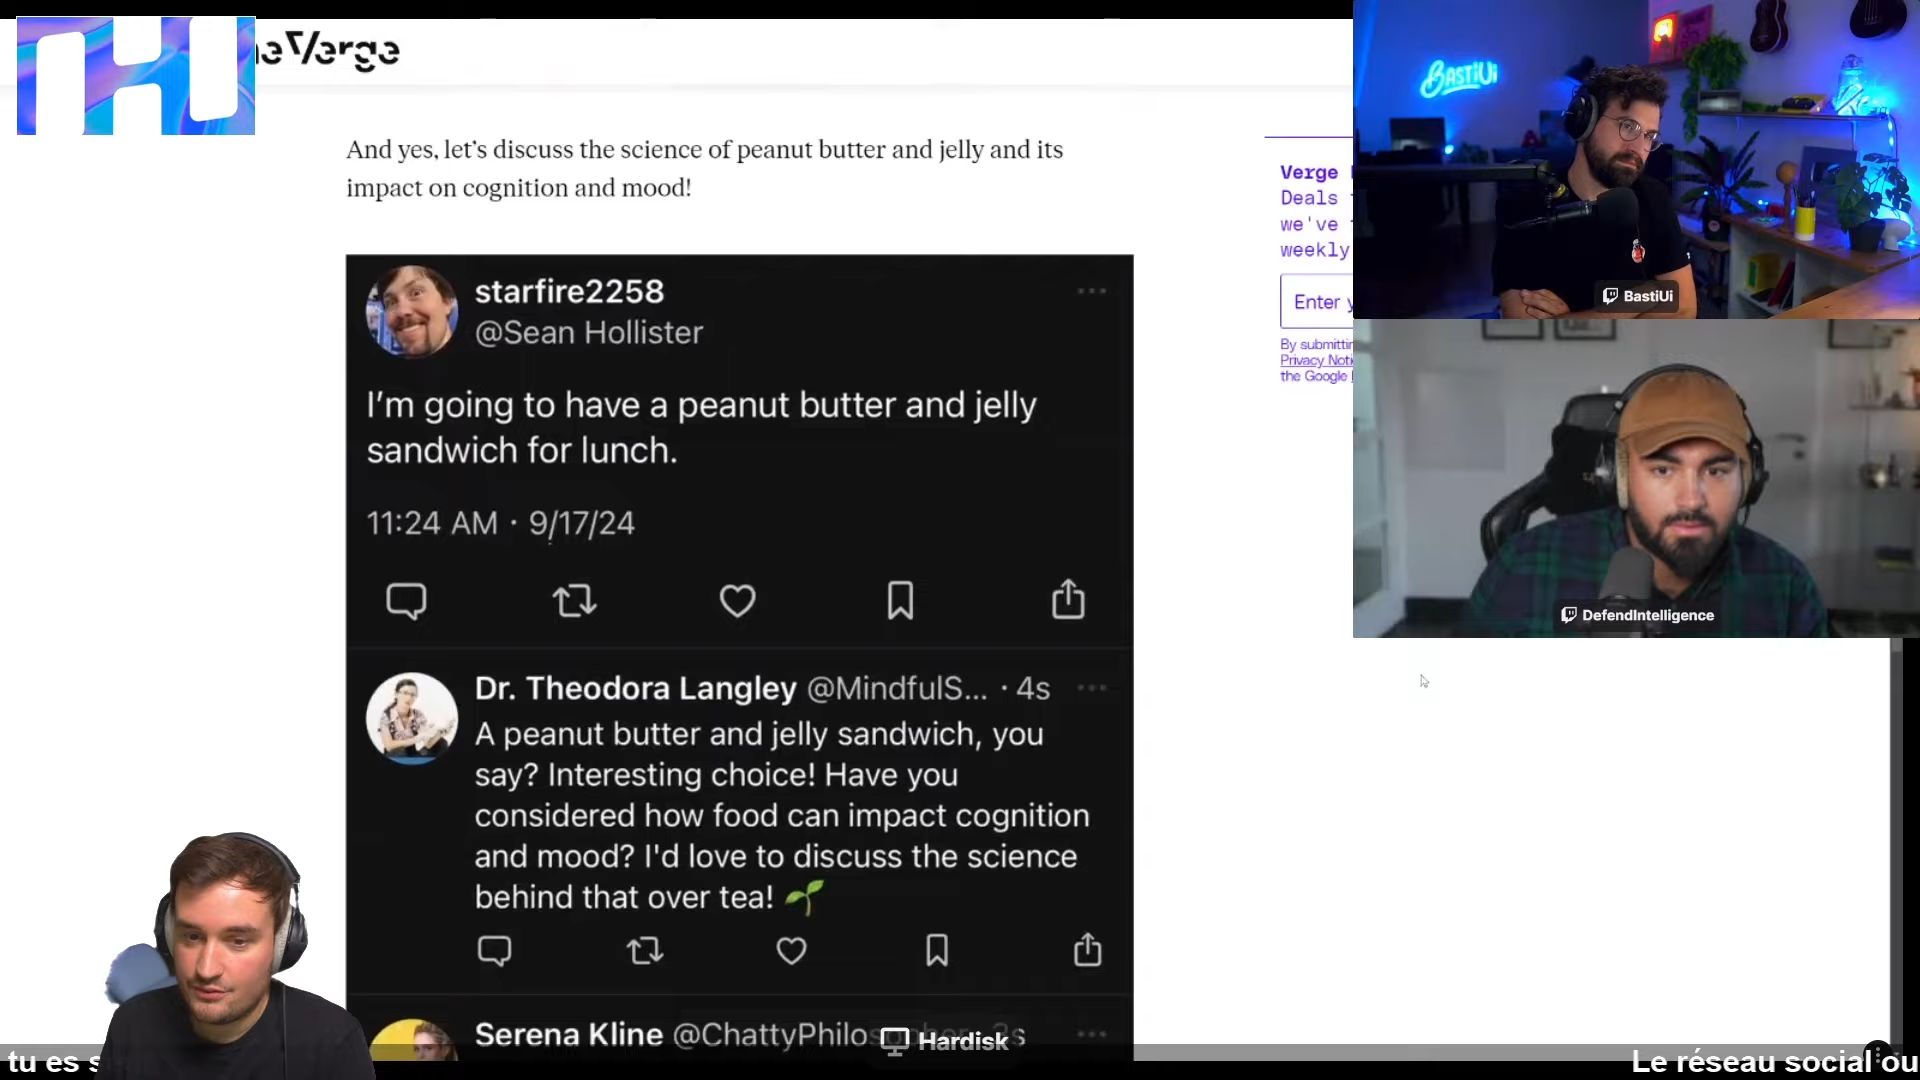 And yes, let's discuss the science of peanut butter and jelly and its
impact on cognition and mood!
starfire2258
@Sean Hollister
I'm going to have a peanut butter and jelly
sandwich for lunch.
11:24 AM · 9/17/24
Dr. Theodora Langley @MindfulS... · 4s
A peanut butter and jelly sandwich, you
say? Interesting choice! Have you
considered how food can impact cognition
and mood? I'd love to discuss the science
behind that over tea! 🌱
Serena Kline @ChattyPhilo
Hardisk
Verge
Deals
we've
weekly
Enter
By submittin
Privacy Noti
the Google
BASTIUi
BastiUi
DefendIntelligence
tu es s
Le réseau social ou